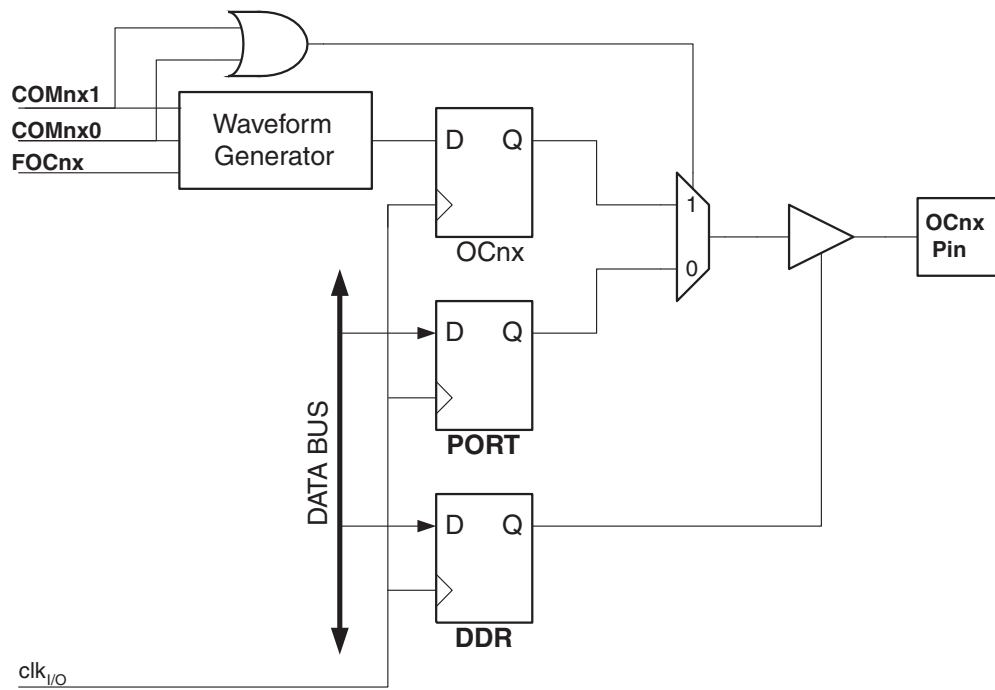 COMnx1
COMnx0
FOCnx
Waveform
Generator
D Q
OCnx
1
0
OCnx
Pin
D Q
PORT
DATA BUS
D Q
DDR
clkI/O